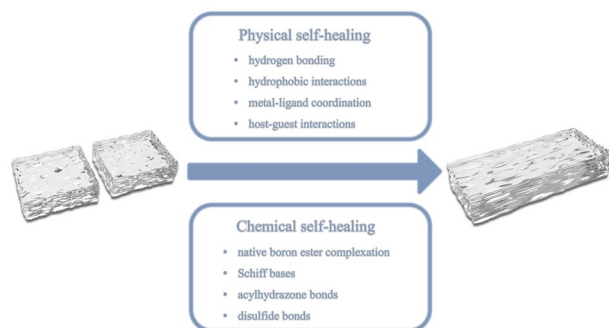 Physical self-healing
• hydrogen bonding
• hydrophobic interactions
• metal-ligand coordination
• host-guest interactions
Chemical self-healing
• native boron ester complexation
• Schiff bases
• acylhydrazone bonds
• disulfide bonds